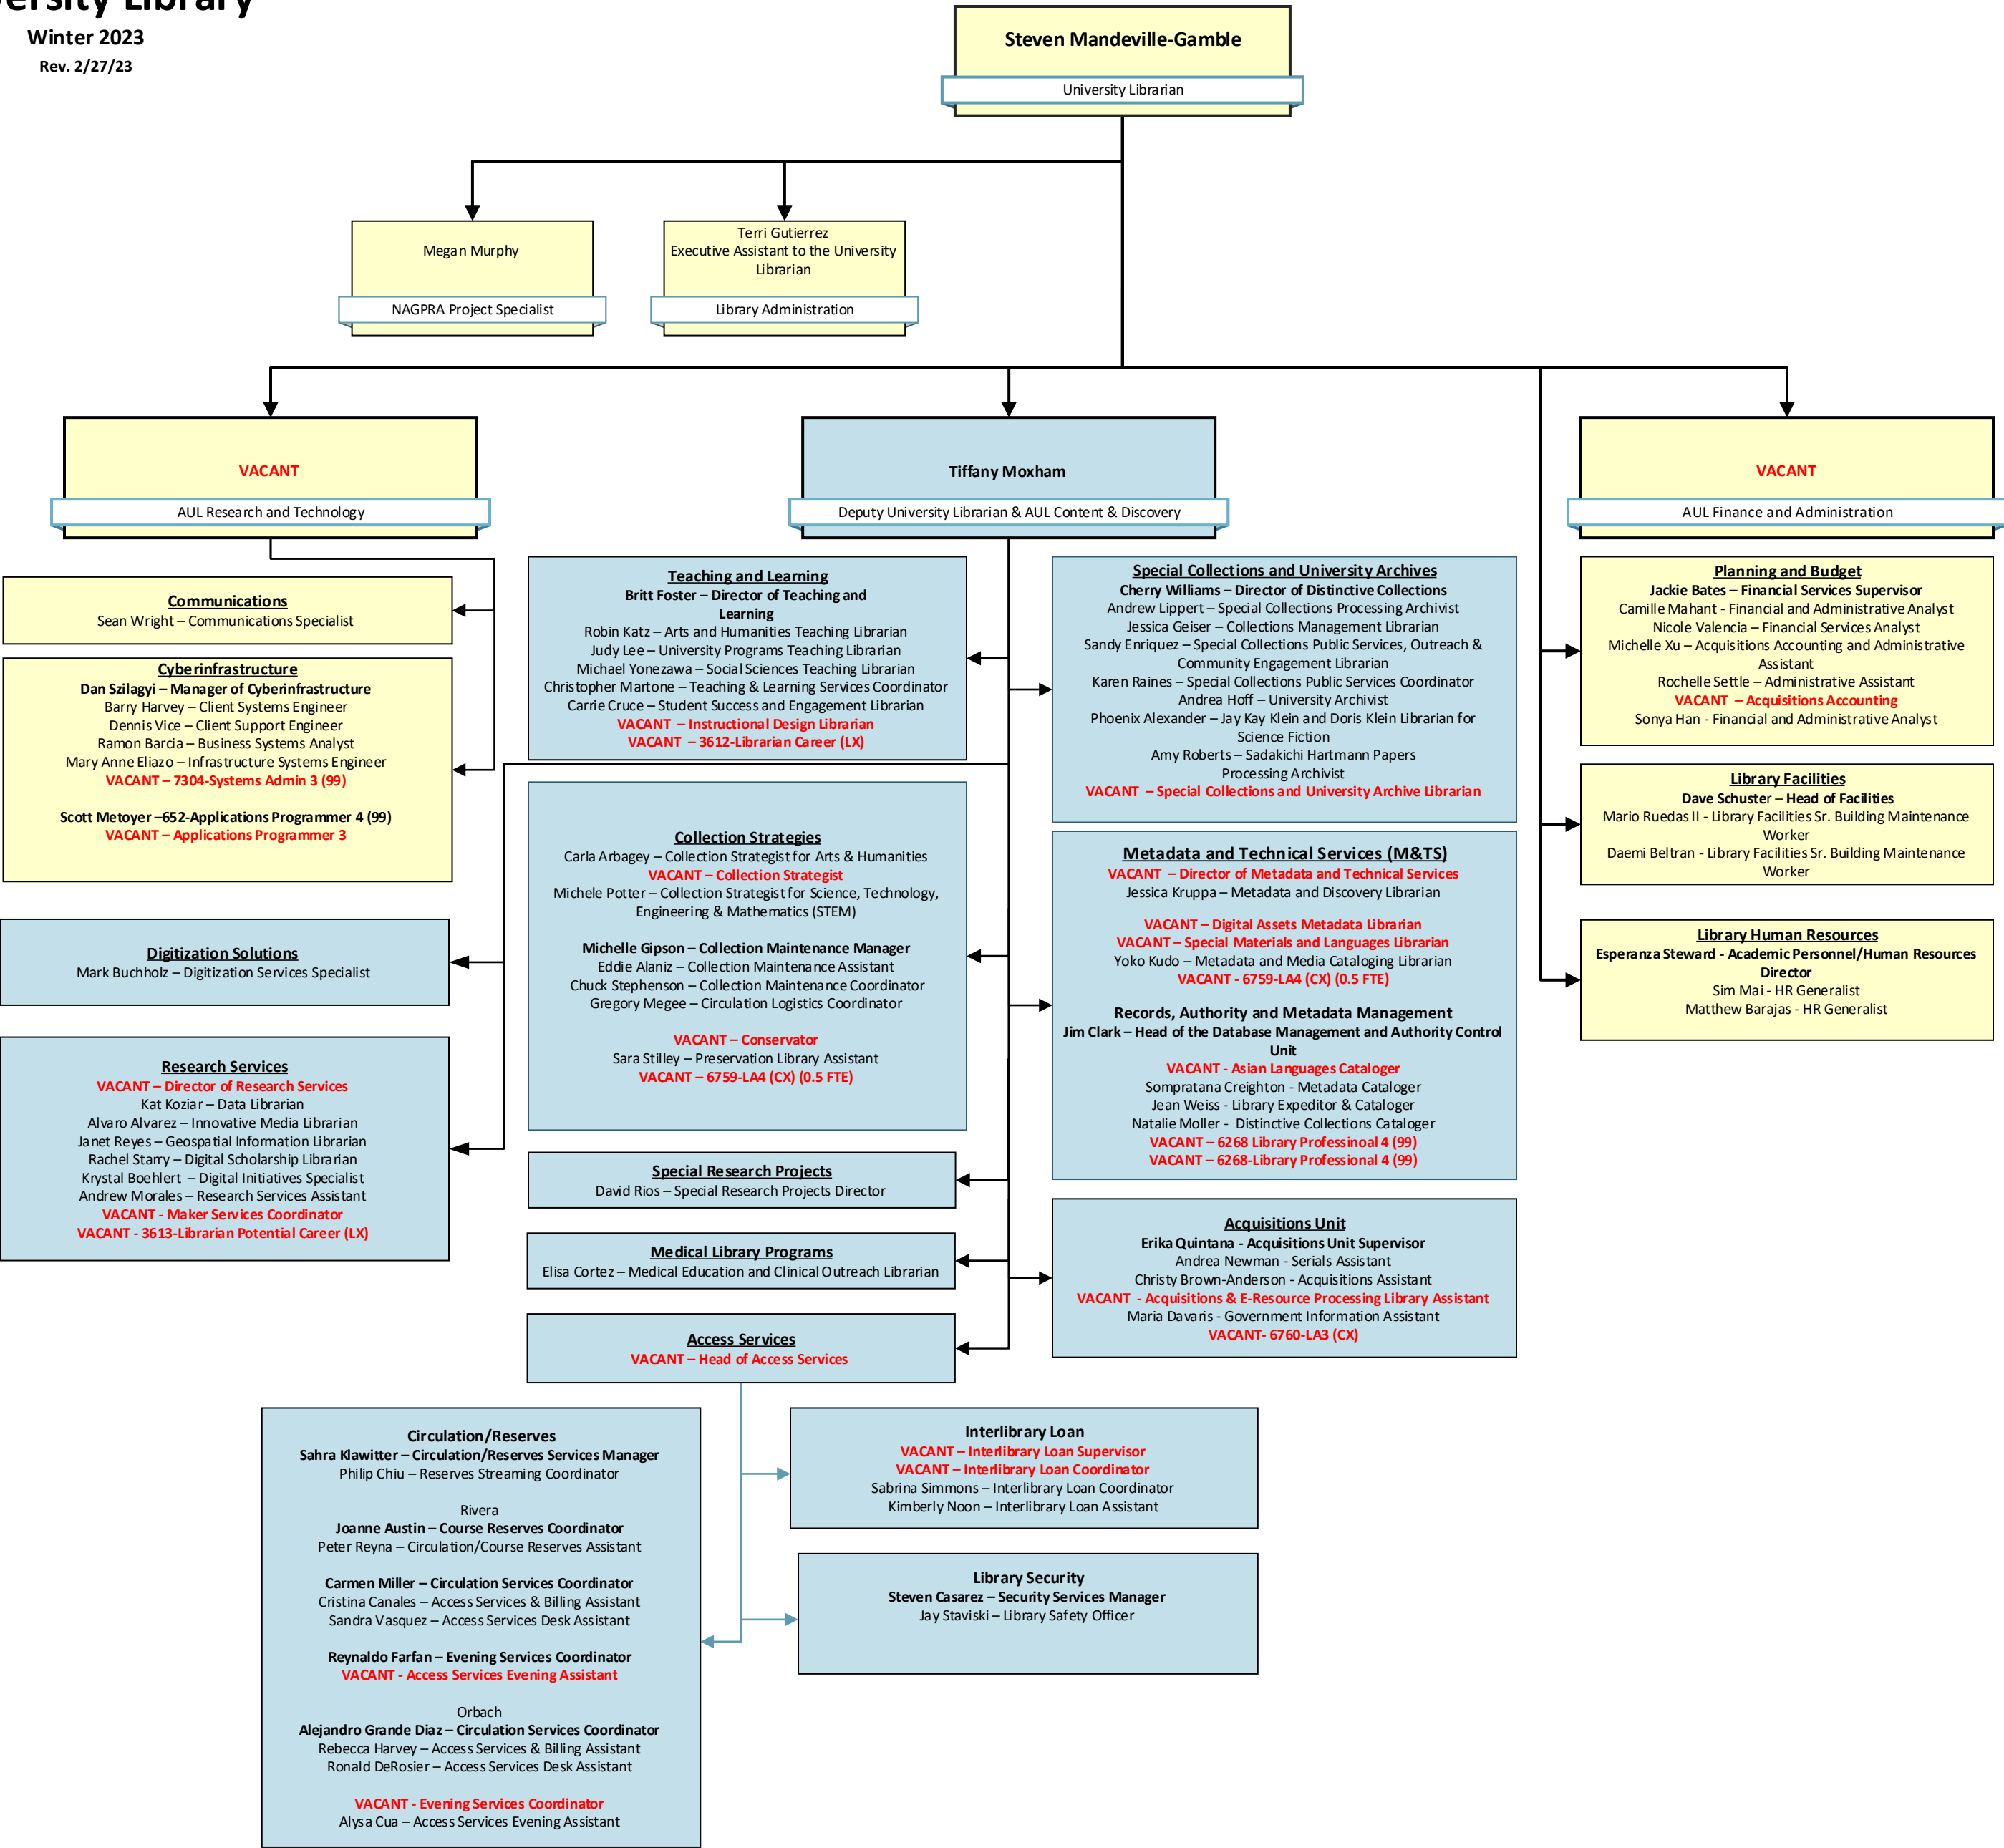 ersity Library
Winter 2023
Rev. 2/27/23
Steven Mandeville-Gamble
University Librarian
Megan Murphy
NAGPRA Project Specialist
Terri Gutierrez
Executive Assistant to the University
Librarian
Library Administration
VACANT
AUL Research and Technology
Tiffany Moxham
Deputy University Librarian & AUL Content & Discovery
VACANT
AUL Finance and Administration
Communications
Sean Wright – Communications Specialist
Cyberinfrastructure
Dan Szilagyi – Manager of Cyberinfrastructure
Barry Harvey – Client Systems Engineer
Dennis Vice – Client Support Engineer
Ramon Barcia – Business Systems Analyst
Mary Anne Eliazo – Infrastructure Systems Engineer
VACANT – 7304-Systems Admin 3 (99)
Scott Metoyer –652-Applications Programmer 4 (99)
VACANT – Applications Programmer 3
Digitization Solutions
Mark Buchholz – Digitization Services Specialist
Research Services
VACANT – Director of Research Services
Kat Koziar – Data Librarian
Alvaro Alvarez – Innovative Media Librarian
Janet Reyes – Geospatial Information Librarian
Rachel Starry – Digital Scholarship Librarian
Krystal Boehlert – Digital Initiatives Specialist
Andrew Morales – Research Services Assistant
VACANT - Maker Services Coordinator
VACANT - 3613-Librarian Potential Career (LX)
Teaching and Learning
Britt Foster – Director of Teaching and
Learning
Robin Katz – Arts and Humanities Teaching Librarian
Judy Lee – University Programs Teaching Librarian
Michael Yonezawa – Social Sciences Teaching Librarian
Christopher Martone – Teaching & Learning Services Coordinator
Carrie Cruce – Student Success and Engagement Librarian
VACANT – Instructional Design Librarian
VACANT – 3612-Librarian Career (LX)
Collection Strategies
Carla Arbagey – Collection Strategist for Arts & Humanities
VACANT – Collection Strategist
Michele Potter – Collection Strategist for Science, Technology,
Engineering & Mathematics (STEM)
Michelle Gipson – Collection Maintenance Manager
Eddie Alaniz – Collection Maintenance Assistant
Chuck Stephenson – Collection Maintenance Coordinator
Gregory Megee – Circulation Logistics Coordinator
VACANT – Conservator
Sara Stilley – Preservation Library Assistant
VACANT – 6759-LA4 (CX) (0.5 FTE)
Special Research Projects
David Rios – Special Research Projects Director
Medical Library Programs
Elisa Cortez – Medical Education and Clinical Outreach Librarian
Access Services
VACANT – Head of Access Services
Special Collections and University Archives
Cherry Williams – Director of Distinctive Collections
Andrew Lippert – Special Collections Processing Archivist
Jessica Geiser – Collections Management Librarian
Sandy Enriquez – Special Collections Public Services, Outreach &
Community Engagement Librarian
Karen Raines – Special Collections Public Services Coordinator
Andrea Hoff – University Archivist
Phoenix Alexander – Jay Kay Klein and Doris Klein Librarian for
Science Fiction
Amy Roberts – Sadakichi Hartmann Papers
Processing Archivist
VACANT – Special Collections and University Archive Librarian
Metadata and Technical Services (M&TS)
VACANT – Director of Metadata and Technical Services
Jessica Kruppa – Metadata and Discovery Librarian
VACANT – Digital Assets Metadata Librarian
VACANT – Special Materials and Languages Librarian
Yoko Kudo – Metadata and Media Cataloging Librarian
VACANT - 6759-LA4 (CX) (0.5 FTE)
Records, Authority and Metadata Management
Jim Clark – Head of the Database Management and Authority Control
Unit
VACANT - Asian Languages Cataloger
Sompratana Creighton - Metadata Cataloger
Jean Weiss - Library Expeditor & Cataloger
Natalie Moller - Distinctive Collections Cataloger
VACANT – 6268 Library Professinoal 4 (99)
VACANT – 6268-Library Professional 4 (99)
Acquisitions Unit
Erika Quintana - Acquisitions Unit Supervisor
Andrea Newman - Serials Assistant
Christy Brown-Anderson - Acquisitions Assistant
VACANT - Acquisitions & E-Resource Processing Library Assistant
Maria Davaris - Government Information Assistant
VACANT- 6760-LA3 (CX)
Planning and Budget
Jackie Bates – Financial Services Supervisor
Camille Mahant - Financial and Administrative Analyst
Nicole Valencia – Financial Services Analyst
Michelle Xu – Acquisitions Accounting and Administrative
Assistant
Rochelle Settle – Administrative Assistant
VACANT – Acquisitions Accounting
Sonya Han - Financial and Administrative Analyst
Library Facilities
Dave Schuster – Head of Facilities
Mario Ruedas II - Library Facilities Sr. Building Maintenance
Worker
Daemi Beltran - Library Facilities Sr. Building Maintenance
Worker
Library Human Resources
Esperanza Steward - Academic Personnel/Human Resources
Director
Sim Mai - HR Generalist
Matthew Barajas - HR Generalist
Circulation/Reserves
Sahra Klawitter – Circulation/Reserves Services Manager
Philip Chiu – Reserves Streaming Coordinator
Rivera
Joanne Austin – Course Reserves Coordinator
Peter Reyna – Circulation/Course Reserves Assistant
Carmen Miller – Circulation Services Coordinator
Cristina Canales – Access Services & Billing Assistant
Sandra Vasquez – Access Services Desk Assistant
Reynaldo Farfan – Evening Services Coordinator
VACANT - Access Services Evening Assistant
Orbach
Alejandro Grande Diaz – Circulation Services Coordinator
Rebecca Harvey – Access Services & Billing Assistant
Ronald DeRosier – Access Services Desk Assistant
VACANT - Evening Services Coordinator
Alysa Cua – Access Services Evening Assistant
Interlibrary Loan
VACANT – Interlibrary Loan Supervisor
VACANT – Interlibrary Loan Coordinator
Sabrina Simmons – Interlibrary Loan Coordinator
Kimberly Noon – Interlibrary Loan Assistant
Library Security
Steven Casarez – Security Services Manager
Jay Staviski – Library Safety Officer